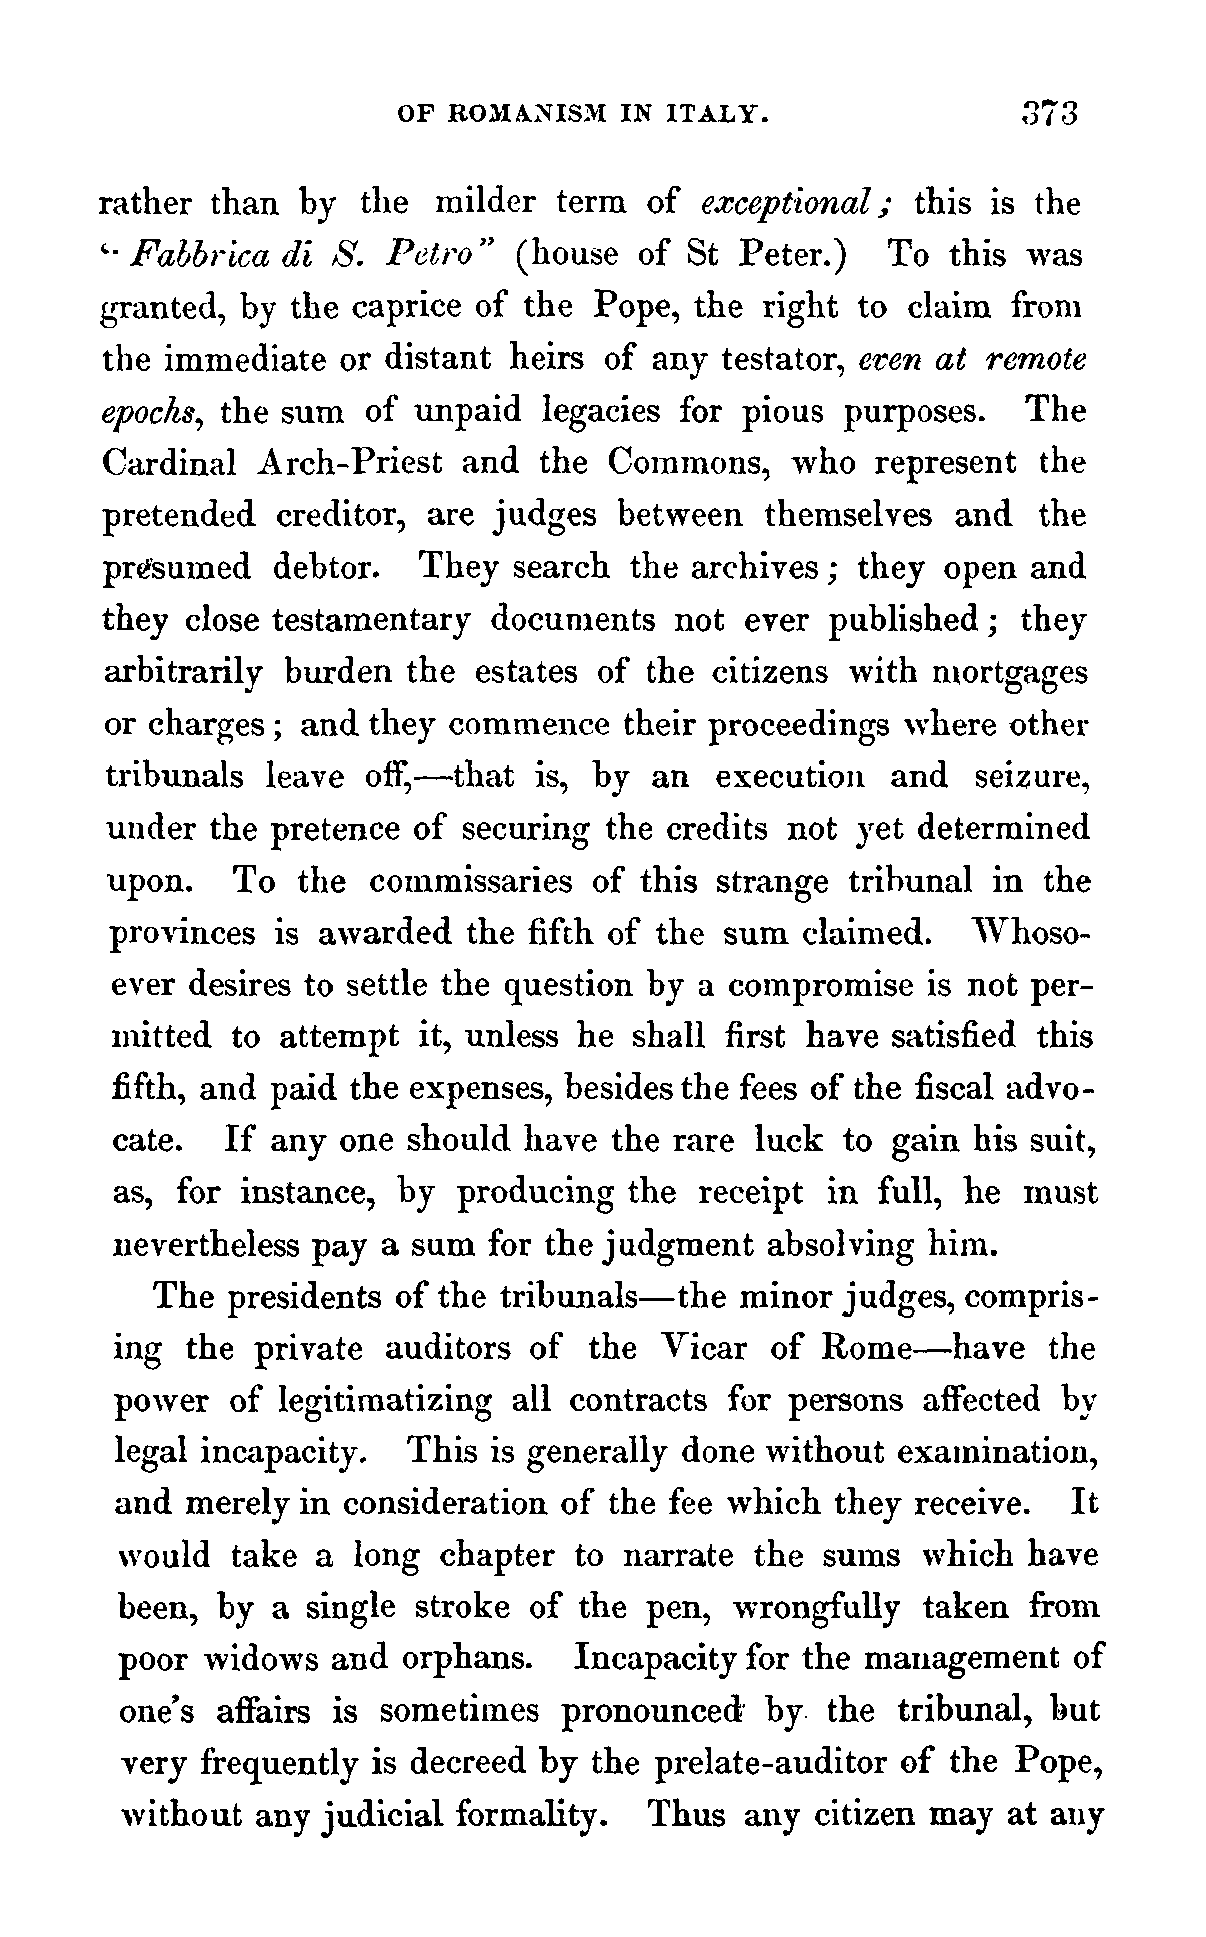 OF ROMANISM IN ITALY. 373
rather than by the milder term of exceptional; this is the
"Fabbrica di S. Petro" (house of St Peter.) To this was
granted, by the caprice of the Pope, the right to claim from
the immediate or distant heirs of any testator, even at remote
epochs, the sum of unpaid legacies for pious purposes. The
Cardinal Arch-Priest and the Commons, who represent the
pretended creditor, are judges between themselves and the
presumed debtor. They search the archives; they open and
they close testamentary documents not ever published; they
arbitrarily burden the estates of the citizens with mortgages
or charges; and they commence their proceedings where other
tribunals leave off,—that is, by an execution and seizure,
under the pretence of securing the credits not yet determined
upon. To the commissaries of this strange tribunal in the
provinces is awarded the fifth of the sum claimed. Whoso-
ever desires to settle the question by a compromise is not per-
mitted to attempt it, unless he shall first have satisfied this
fifth, and paid the expenses, besides the fees of the fiscal advo-
cate. If any one should have the rare luck to gain his suit,
as, for instance, by producing the receipt in full, he must
nevertheless pay a sum for the judgment absolving him.
The presidents of the tribunals—the minor judges, compris-
ing the private auditors of the Vicar of Rome—have the
power of legitimatizing all contracts for persons affected by
legal incapacity. This is generally done without examination,
and merely in consideration of the fee which they receive. It
would take a long chapter to narrate the sums which have
been, by a single stroke of the pen, wrongfully taken from
poor widows and orphans. Incapacity for the management of
one's affairs is sometimes pronounced by the tribunal, but
very frequently is decreed by the prelate-auditor of the Pope,
without any judicial formality. Thus any citizen may at any